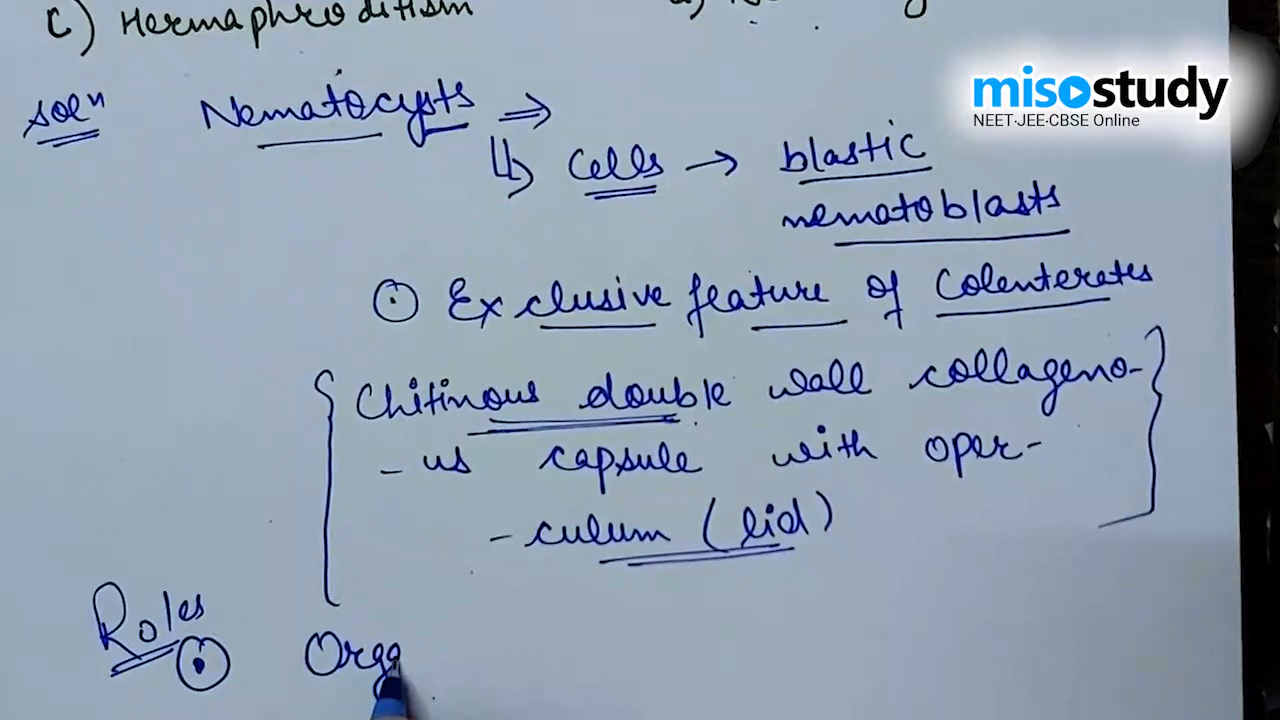 c) Hermaphroditism
misostudy
NEET-JEE-CBSE Online
Solⁿ Nematocysts ⇒
↳ Cells → blastic
nematoblasts
⊙ Exclusive feature of Colenterates
{ Chitinous double wall collageno- }
- us capsule with oper-
- culum (lid)
Roles
⊙ Orga